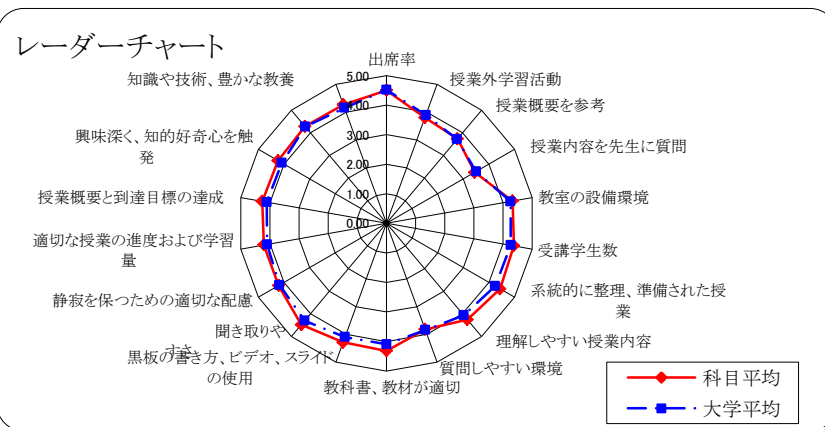 レーダーチャート
出席率
授業外学習活動
授業概要を参考
授業内容を先生に質問
教室の設備環境
受講学生数
系統的に整理、準備された授
業
理解しやすい授業内容
質問しやすい環境
教科書、教材が適切
黒板の書き方、ビデオ、スライド
の使用
聞き取りや
すさ
静寂を保つための適切な配慮
適切な授業の進度および学習
量
授業概要と到達目標の達成
興味深く、知的好奇心を触
発
知識や技術、豊かな教養
5.00
4.00
3.00
2.00
1.00
0.00
科目平均
大学平均